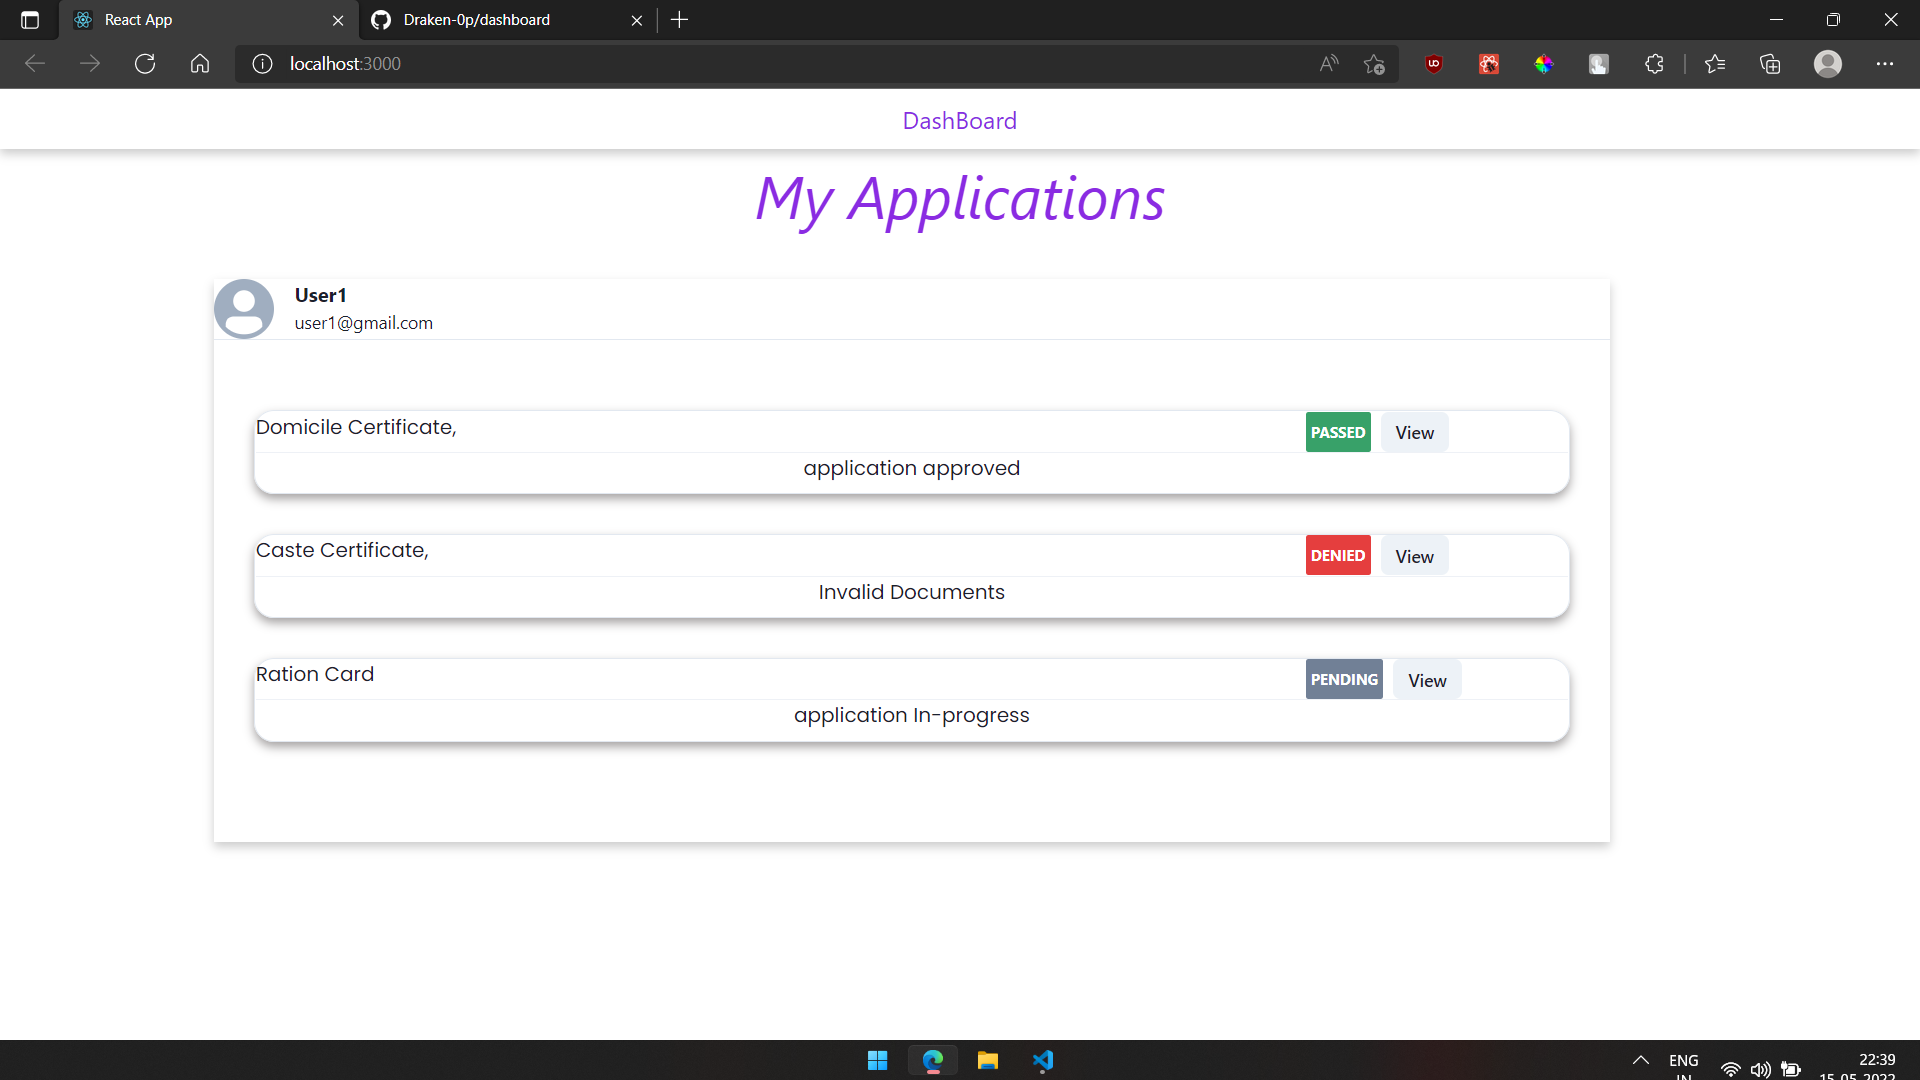 React App
Draken-0p/dashboard
localhost:3000
DashBoard
My Applications
User1
user1@gmail.com
Domicile Certificate, PASSED View
application approved
Caste Certificate, DENIED View
Invalid Documents
Ration Card PENDING View
application In-progress
ENG
IN
22:39
15-05-2022